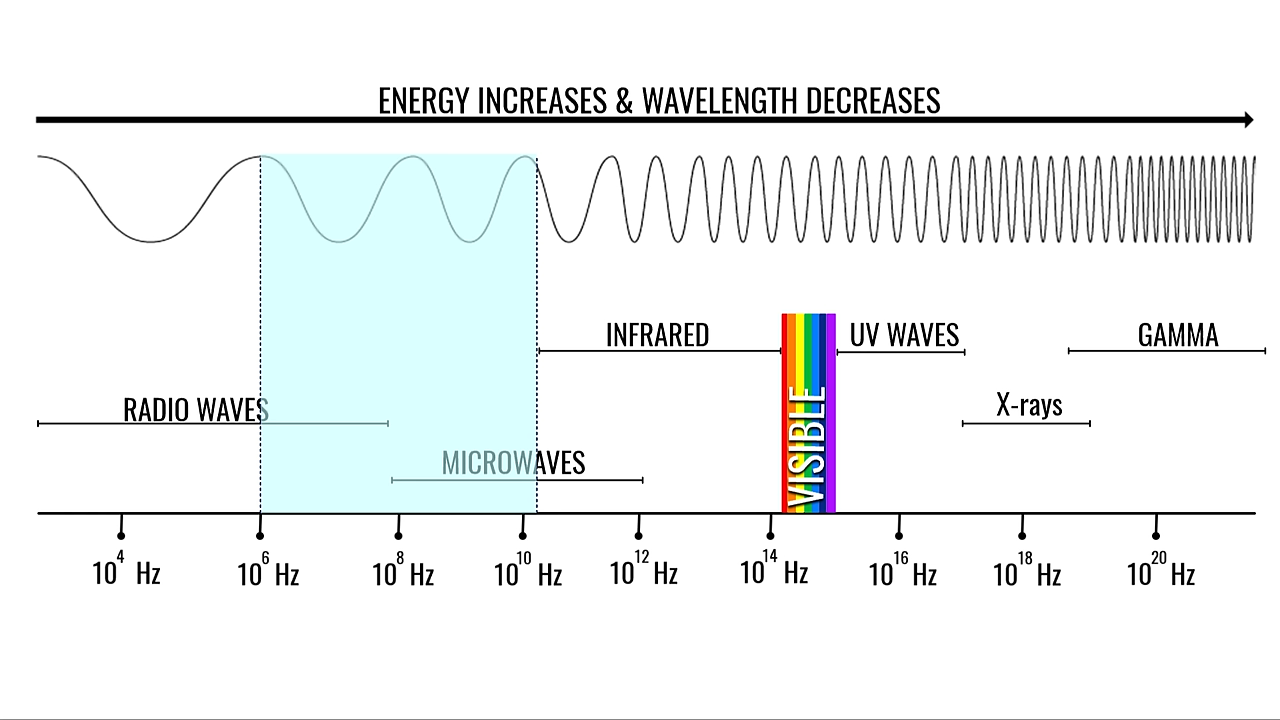 ENERGY INCREASES & WAVELENGTH DECREASES
INFRARED
UV WAVES
GAMMA
RADIO WAVES
X-rays
MICROWAVES
VISIBLE
10⁴ Hz
10⁶ Hz
10⁸ Hz
10¹⁰ Hz
10¹² Hz
10¹⁴ Hz
10¹⁶ Hz
10¹⁸ Hz
10²⁰ Hz